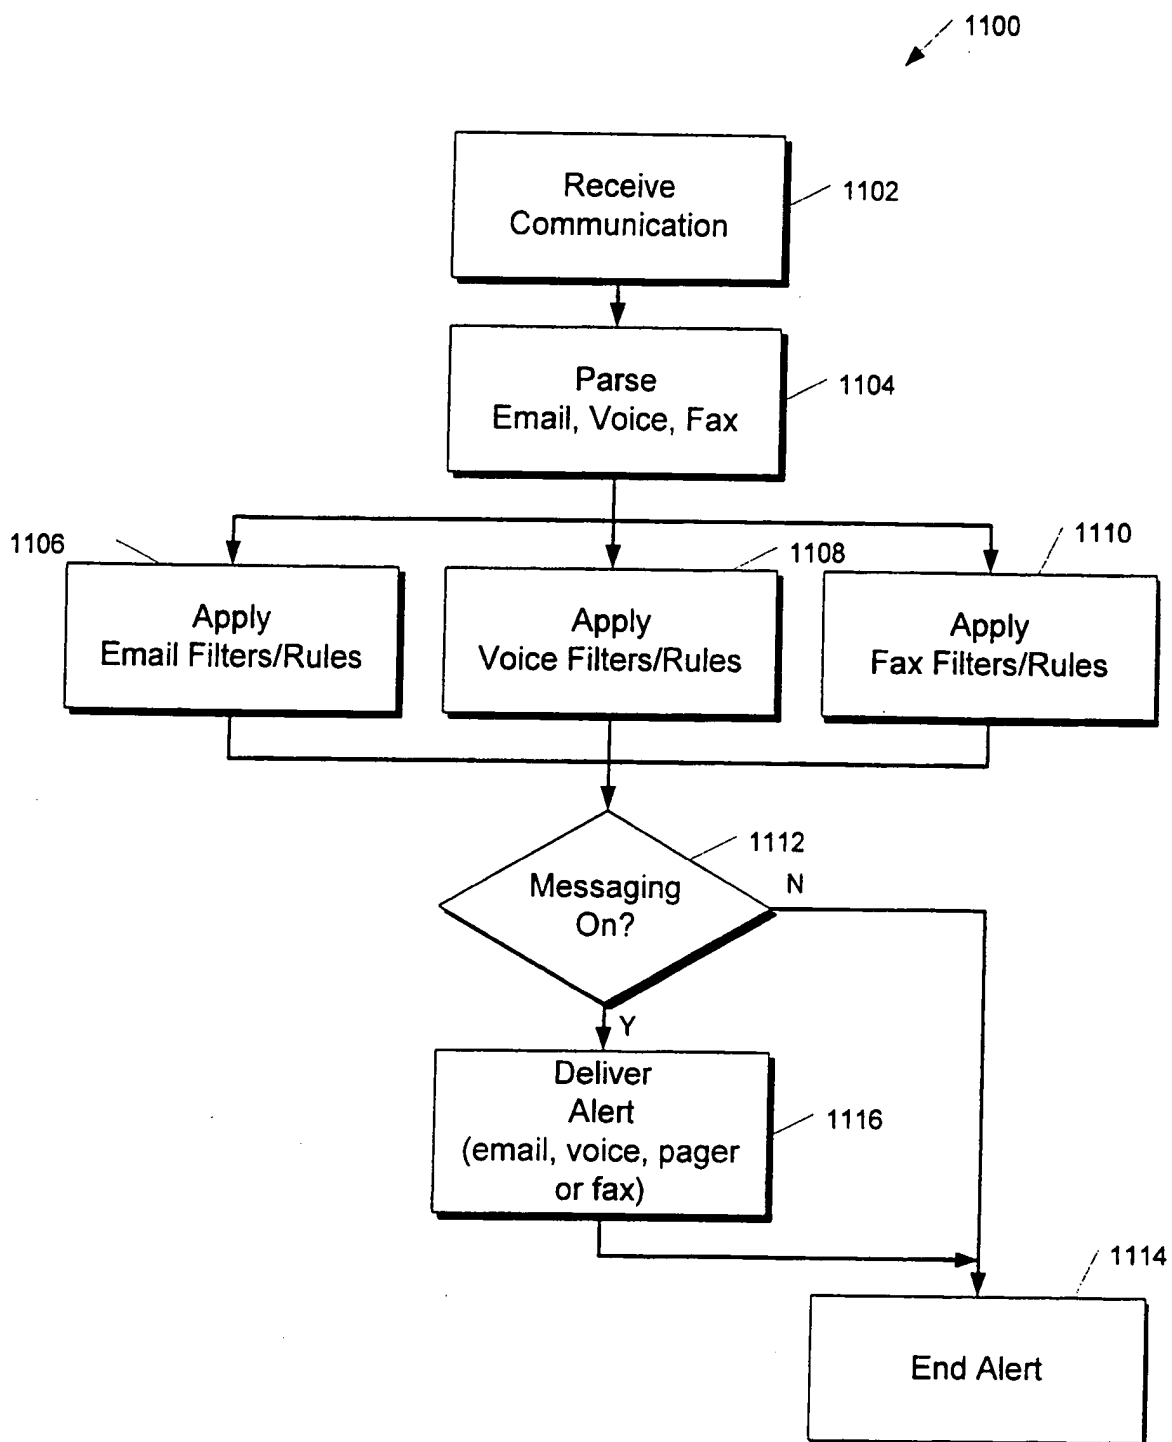 1100
Receive
Communication
1102
Parse
Email, Voice, Fax
1104
1106
Apply
Email Filters/Rules
1108
Apply
Voice Filters/Rules
1110
Apply
Fax Filters/Rules
1112
Messaging
On?
N
Y
Deliver
Alert
(email, voice, pager
or fax)
1116
1114
End Alert